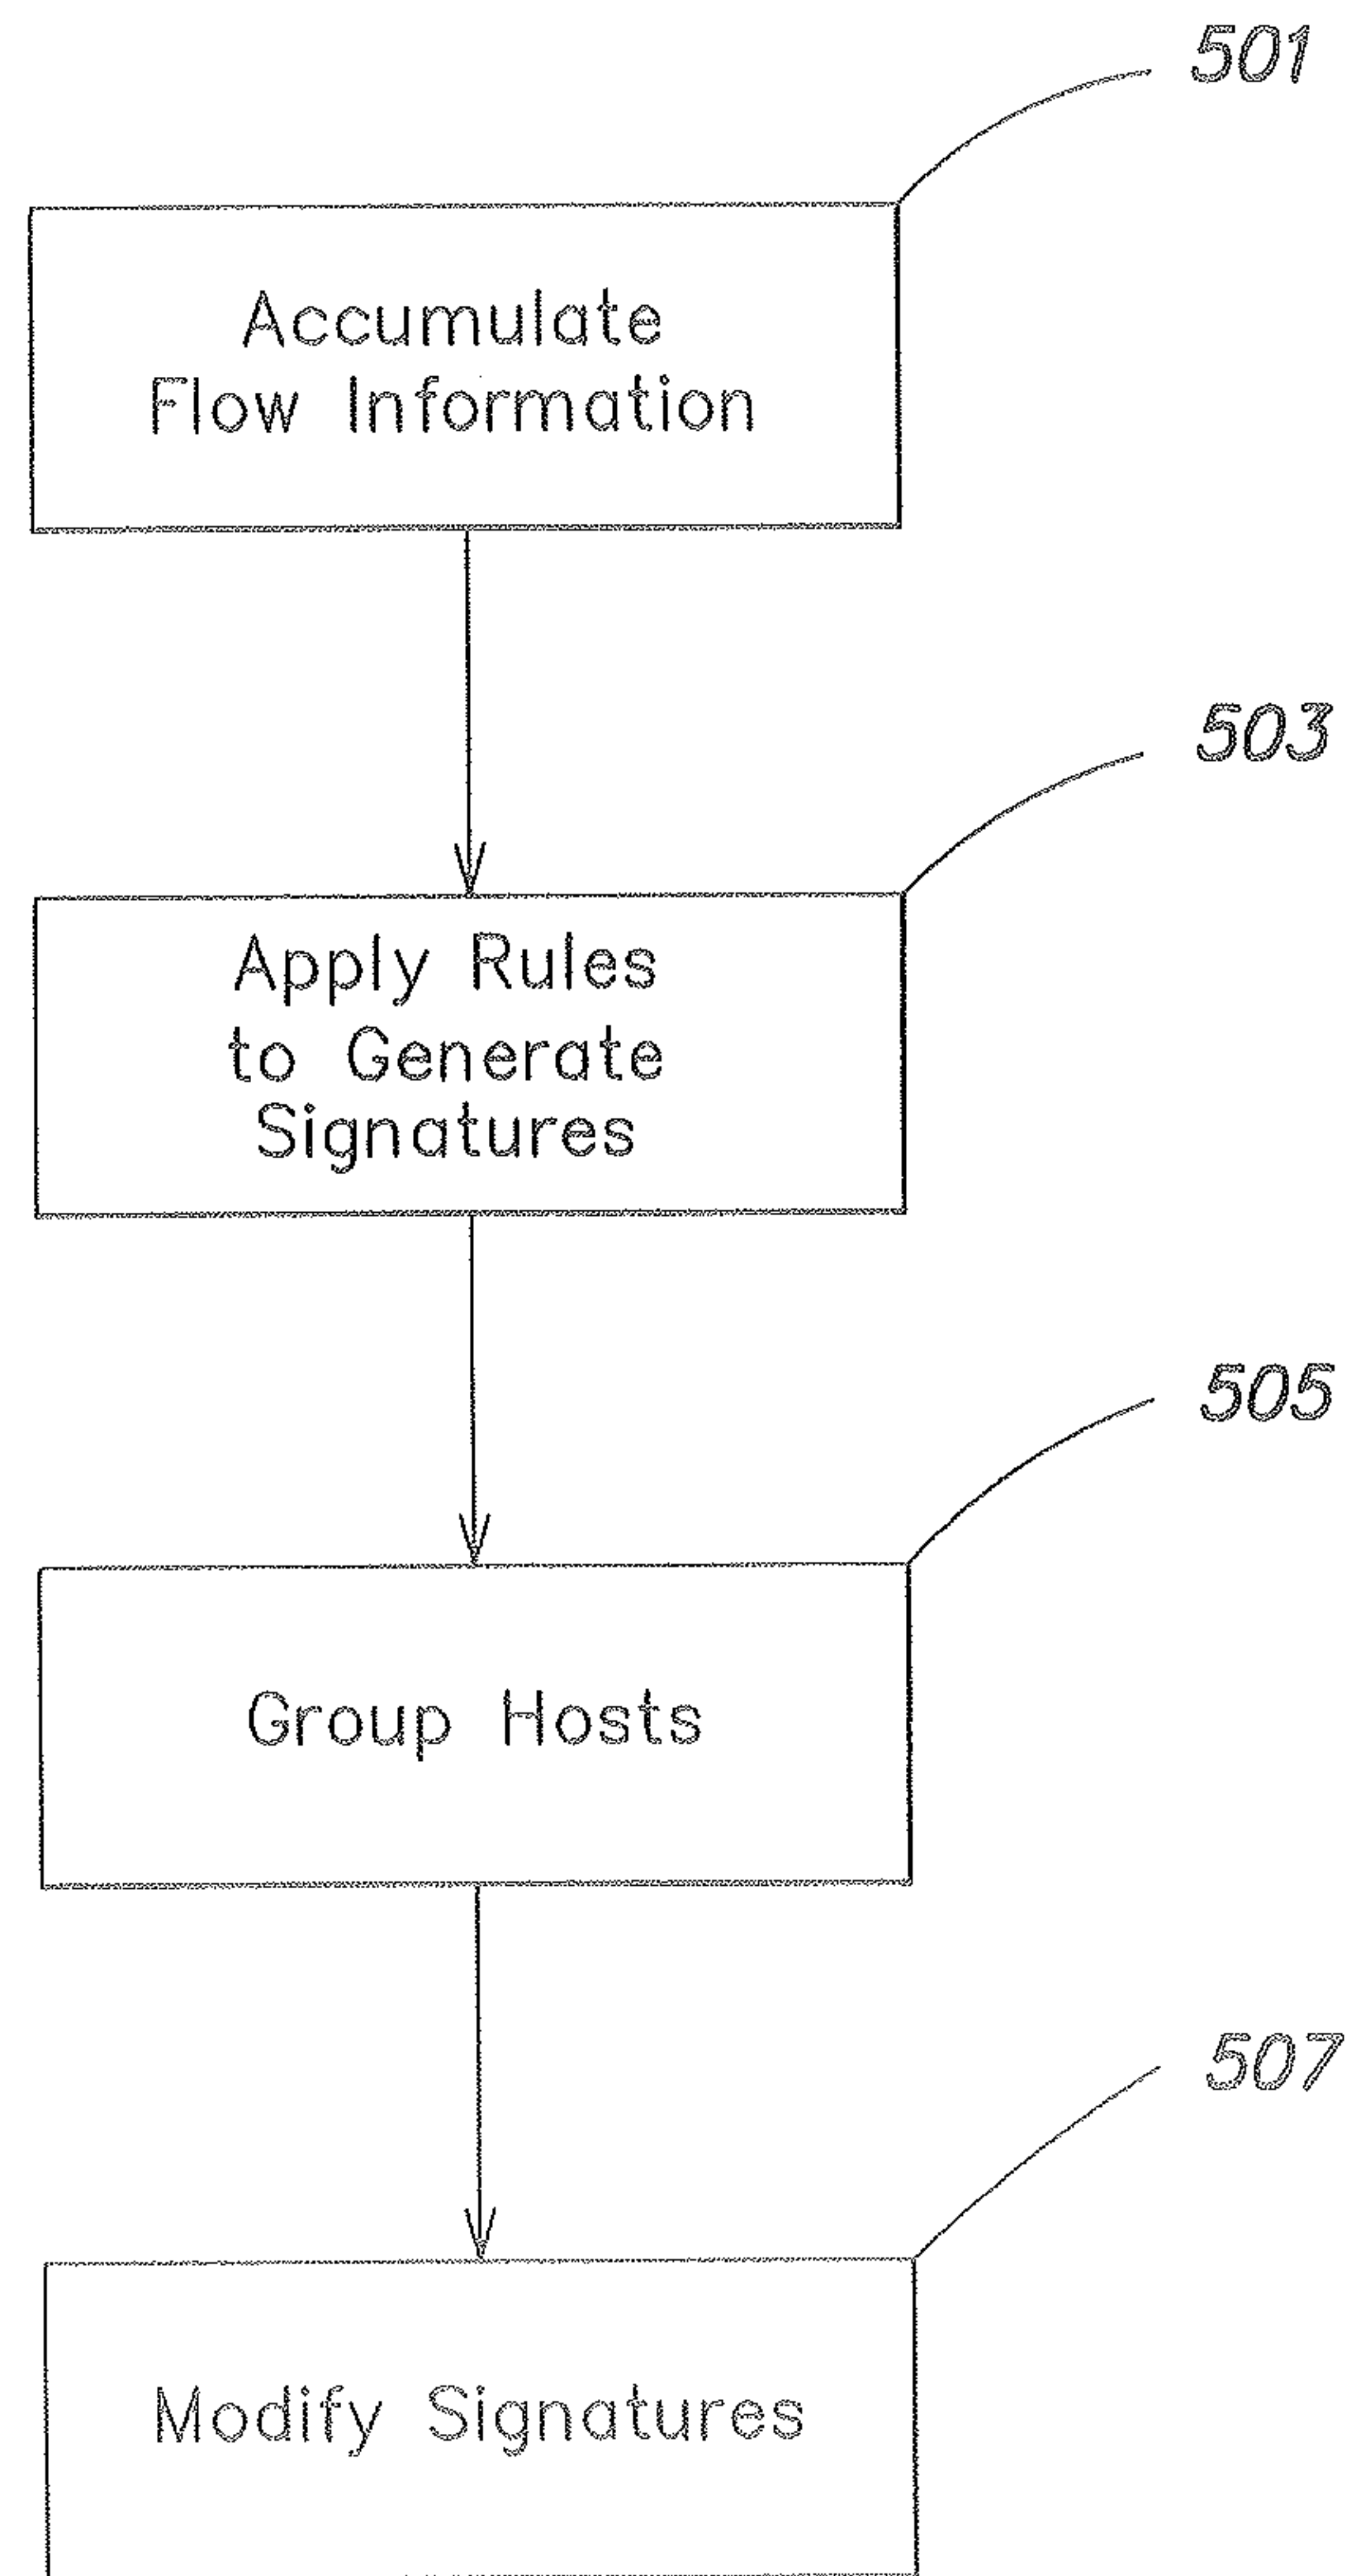 501
Accumulate
Flow Information
503
Apply Rules
to Generate
Signatures
505
Group Hosts
507
Modify Signatures